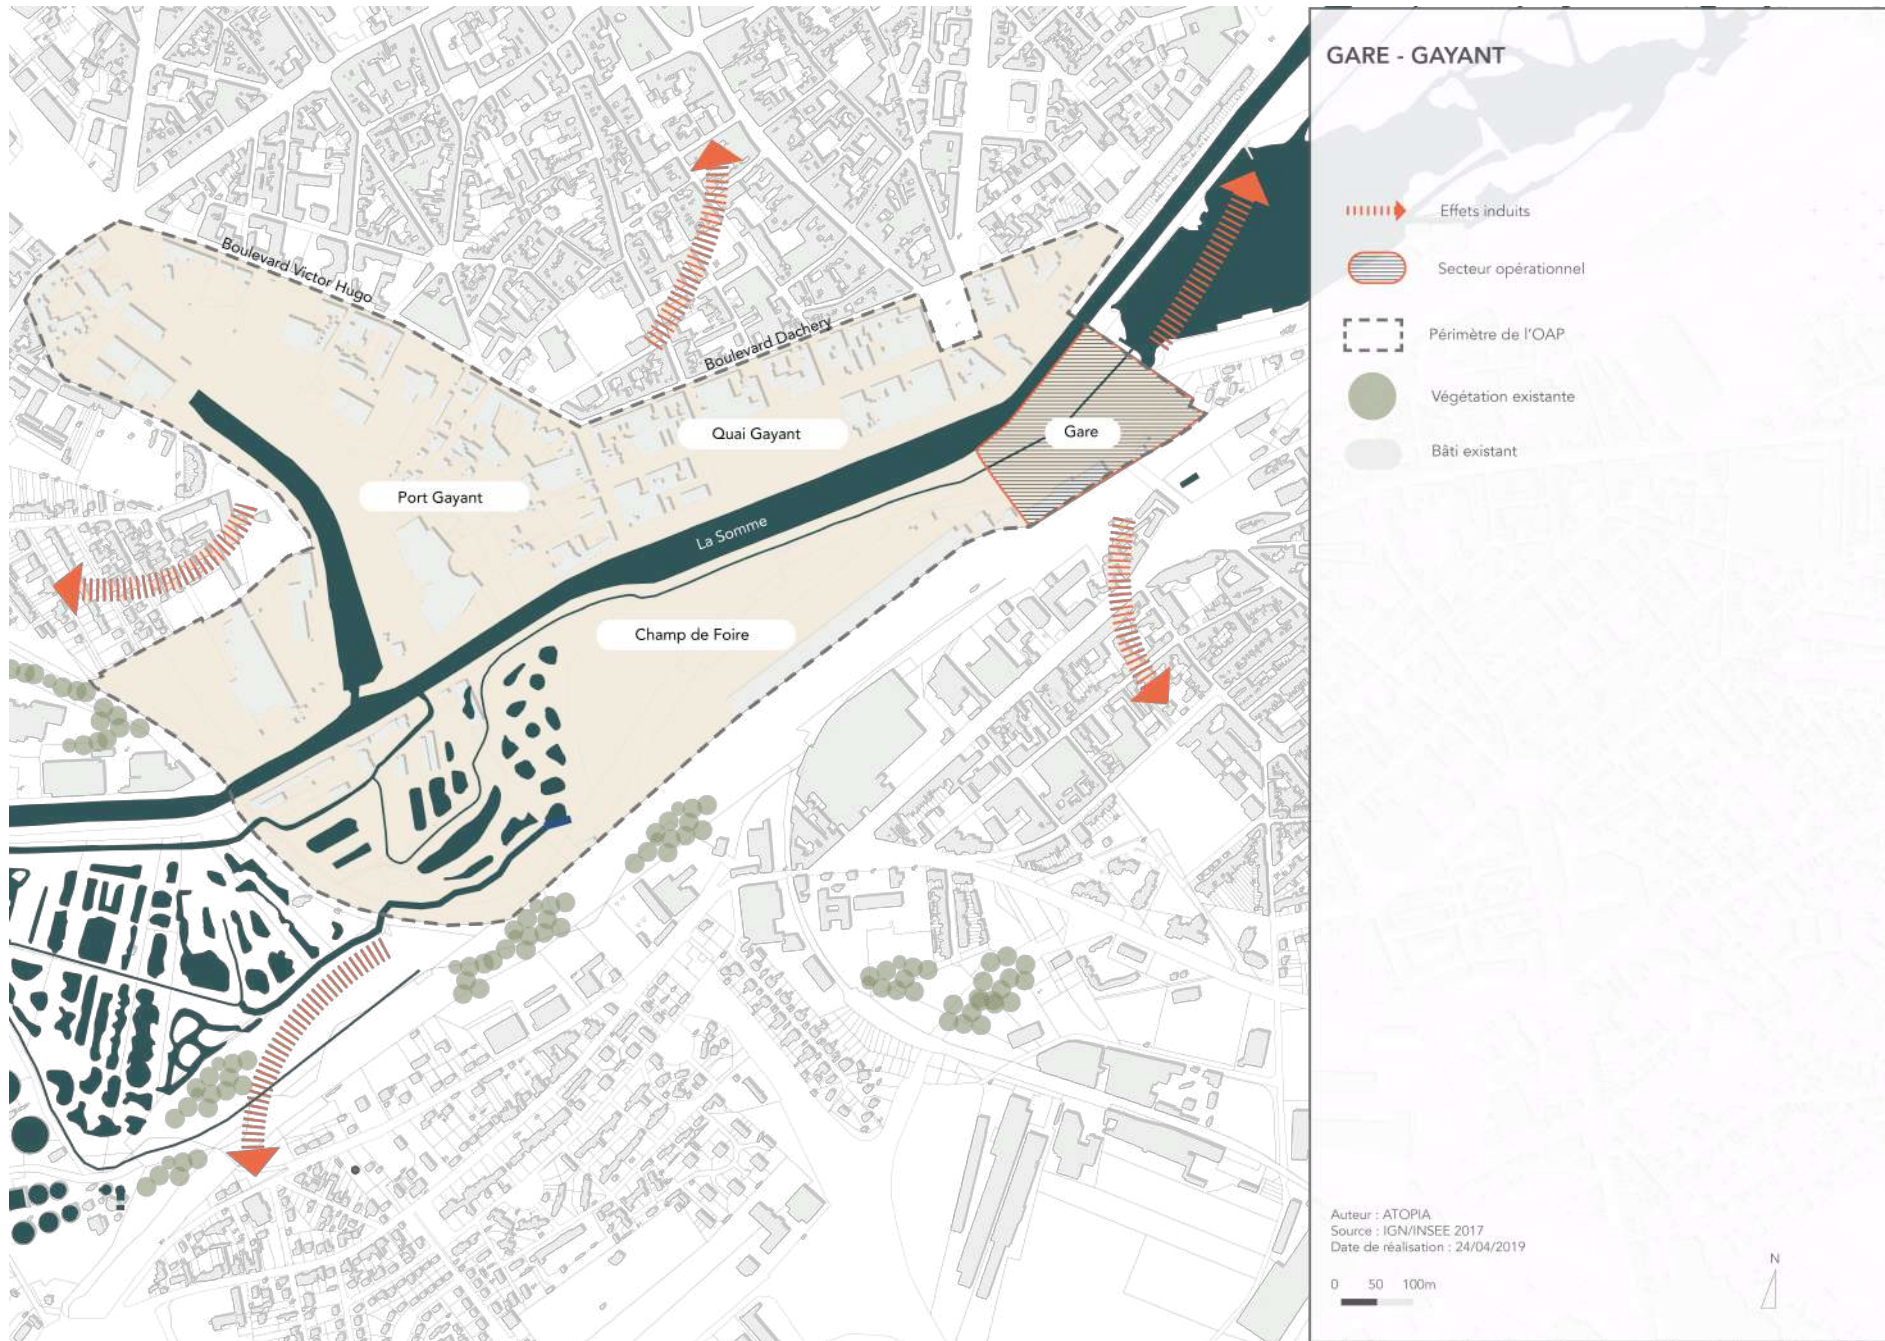 GARE - GAYANT
Effets induits
Secteur opérationnel
Périmètre de l'OAP
Végétation existante
Bâti existant
Boulevard Victor Hugo
Boulevard Dachery
Quai Gayant
Gare
Port Gayant
La Somme
Champ de Foire
Auteur : ATOPIA
Source : IGN/INSEE 2017
Date de réalisation : 24/04/2019
0 50 100m
N